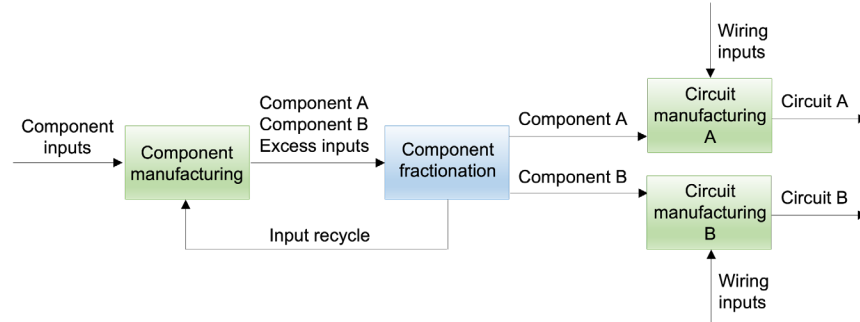 Component
inputs
Component
manufacturing
Component A
Component B
Excess inputs
Component
fractionation
Input recycle
Component A
Component B
Wiring
inputs
Circuit
manufacturing
A
Circuit A
Circuit
manufacturing
B
Circuit B
Wiring
inputs